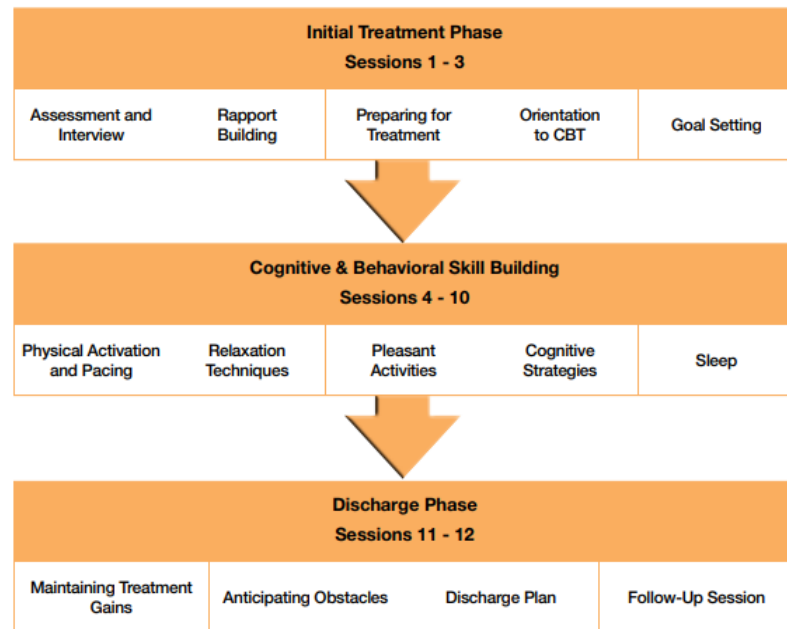 Initial Treatment Phase
Sessions 1 - 3
Assessment and
Interview
Rapport
Building
Preparing for
Treatment
Orientation
to CBT
Goal Setting
Cognitive & Behavioral Skill Building
Sessions 4 - 10
Physical Activation
and Pacing
Relaxation
Techniques
Pleasant
Activities
Cognitive
Strategies
Sleep
Discharge Phase
Sessions 11 - 12
Maintaining Treatment
Gains
Anticipating Obstacles
Discharge Plan
Follow-Up Session